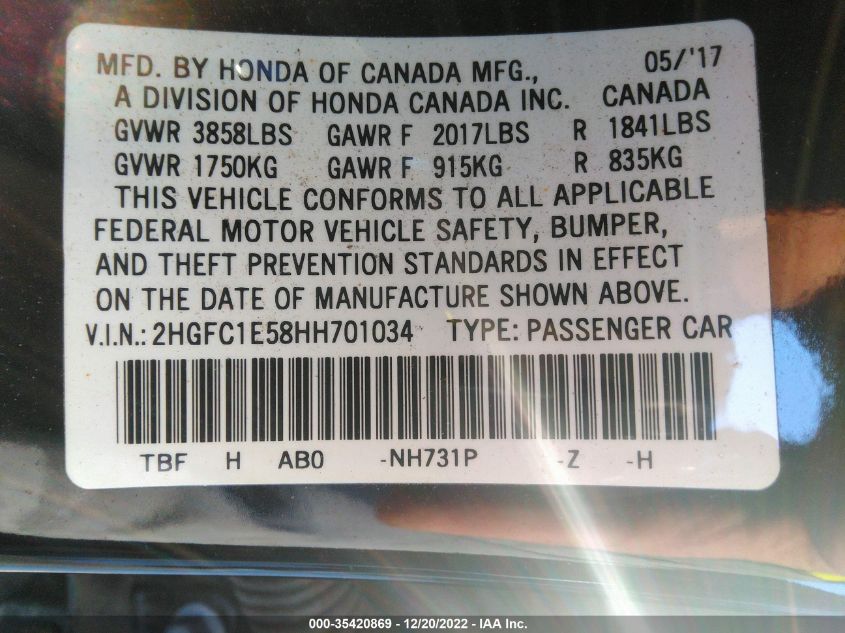 MFD. BY HONDA OF CANADA MFG., 05/'17
A DIVISION OF HONDA CANADA INC. CANADA
GVWR 3858LBS GAWR F 2017LBS R 1841LBS
GVWR 1750KG GAWR F 915KG R 835KG
THIS VEHICLE CONFORMS TO ALL APPLICABLE
FEDERAL MOTOR VEHICLE SAFETY, BUMPER,
AND THEFT PREVENTION STANDARDS IN EFFECT
ON THE DATE OF MANUFACTURE SHOWN ABOVE.
V.I.N.: 2HGFC1E58HH701034 TYPE: PASSENGER CAR
TBF H AB0 -NH731P -Z -H
000-35420869 - 12/20/2022 - IAA Inc.